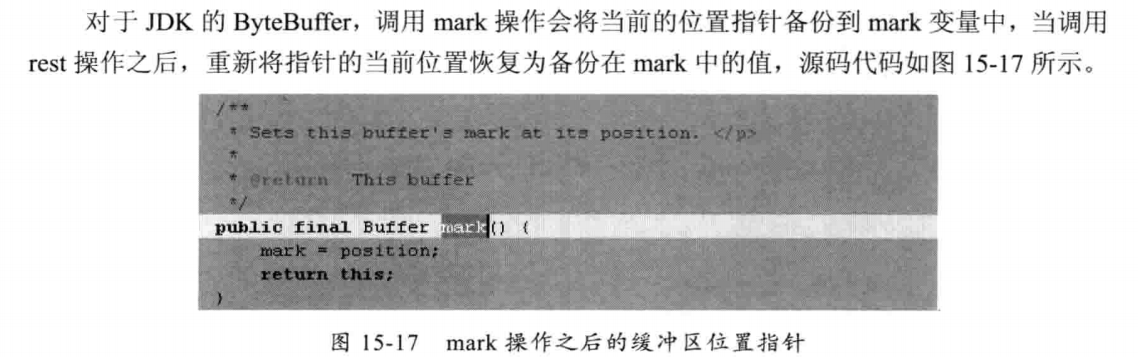 对于 JDK 的 ByteBuffer，调用 mark 操作会将当前的位置指针备份到 mark 变量中，当调用
rest 操作之后，重新将指针的当前位置恢复为备份在 mark 中的值，源码代码如图 15-17 所示。
/**
* Sets this buffer's mark at its position. </p>
*
* @return This buffer
*/
public final Buffer mark() {
mark = position;
return this;
}
图 15-17 mark 操作之后的缓冲区位置指针